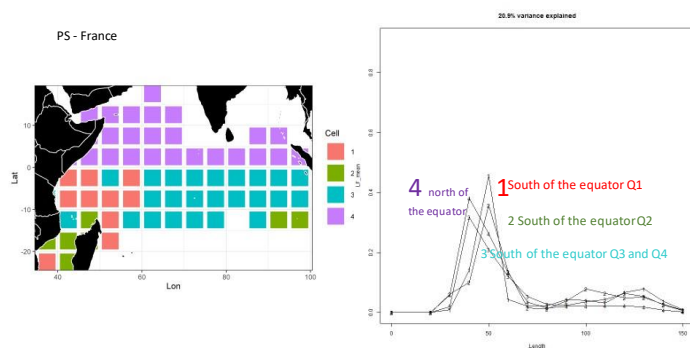 20.9% variance explained
PS - France
Cell
1
2
3
4
LF_mean
Lat
10
0
-10
-20
40
60
80
100
Lon
0.8
0.6
0.4
0.2
0.0
0
50
100
150
Length
4 north of
the equator
1 South of the equator Q1
2 South of the equator Q2
3 South of the equator Q3 and Q4